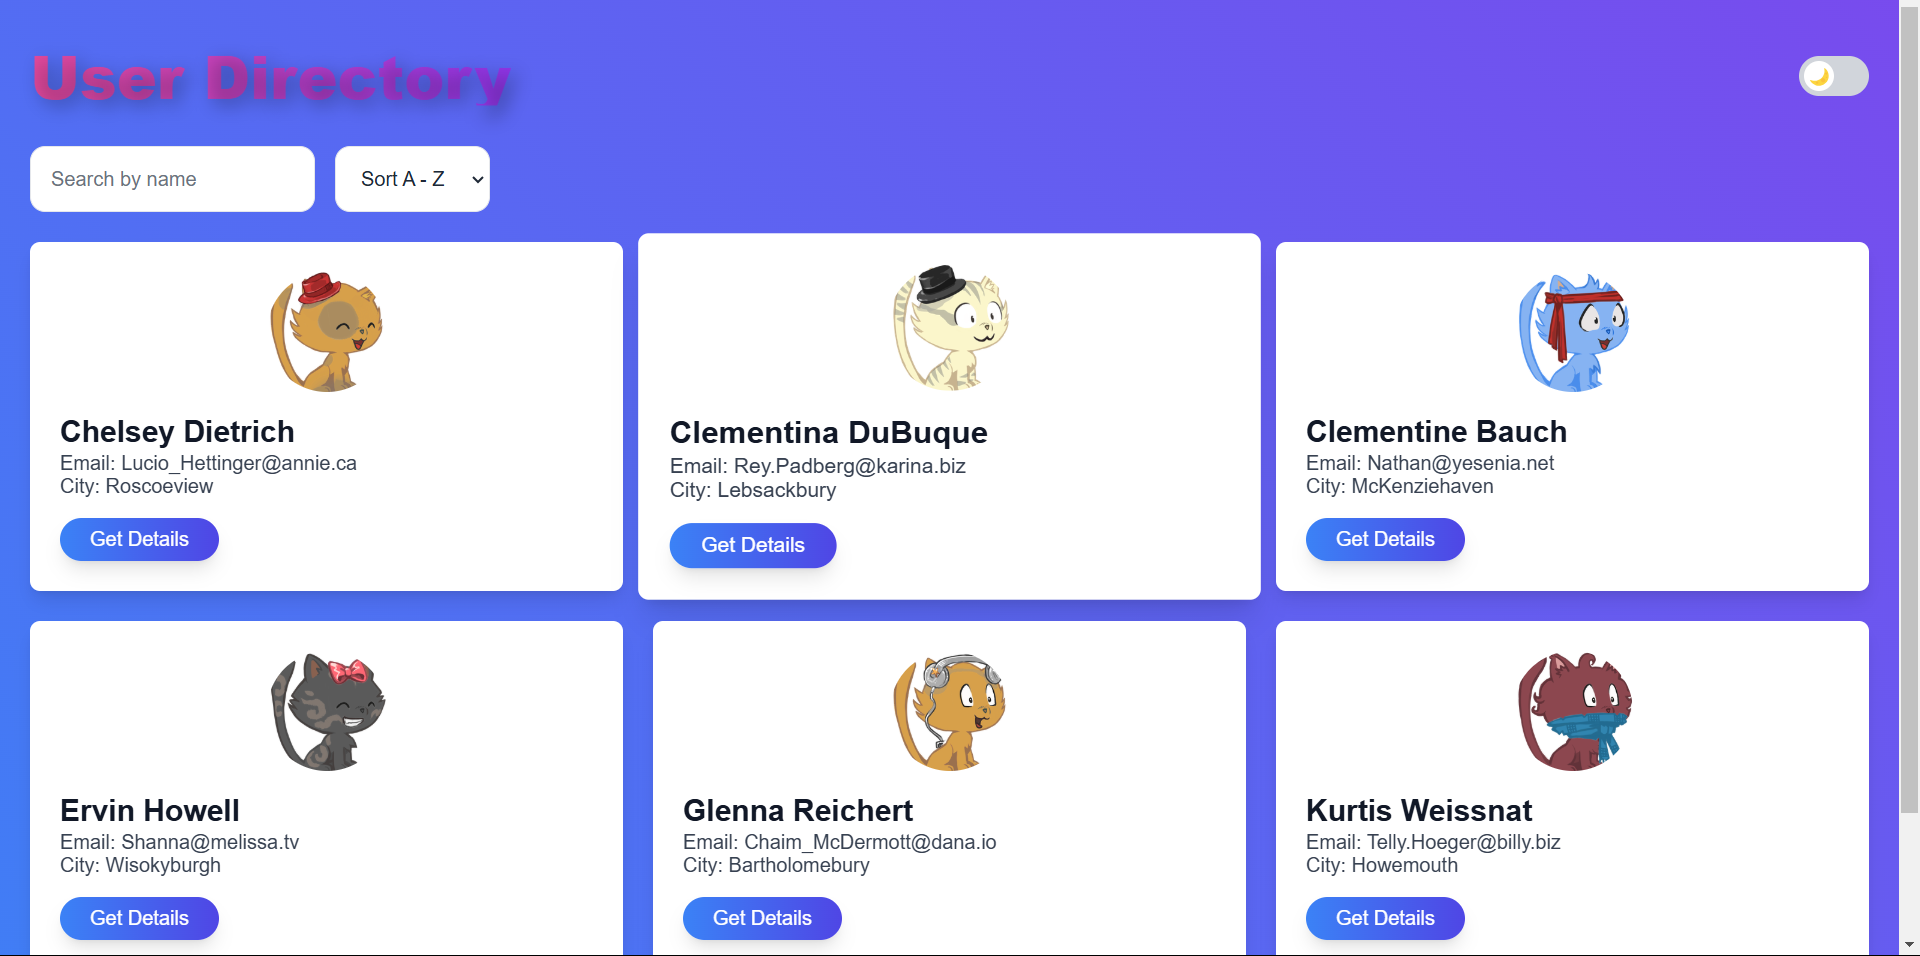 User Directory
Search by name
Sort A - Z
Chelsey Dietrich
Email: Lucio_Hettinger@annie.ca
City: Roscoeview
Get Details
Clementina DuBuque
Email: Rey.Padberg@karina.biz
City: Lebsackbury
Get Details
Clementine Bauch
Email: Nathan@yesenia.net
City: McKenziehaven
Get Details
Ervin Howell
Email: Shanna@melissa.tv
City: Wisokyburgh
Get Details
Glenna Reichert
Email: Chaim_McDermott@dana.io
City: Bartholomebury
Get Details
Kurtis Weissnat
Email: Telly.Hoeger@billy.biz
City: Howemouth
Get Details